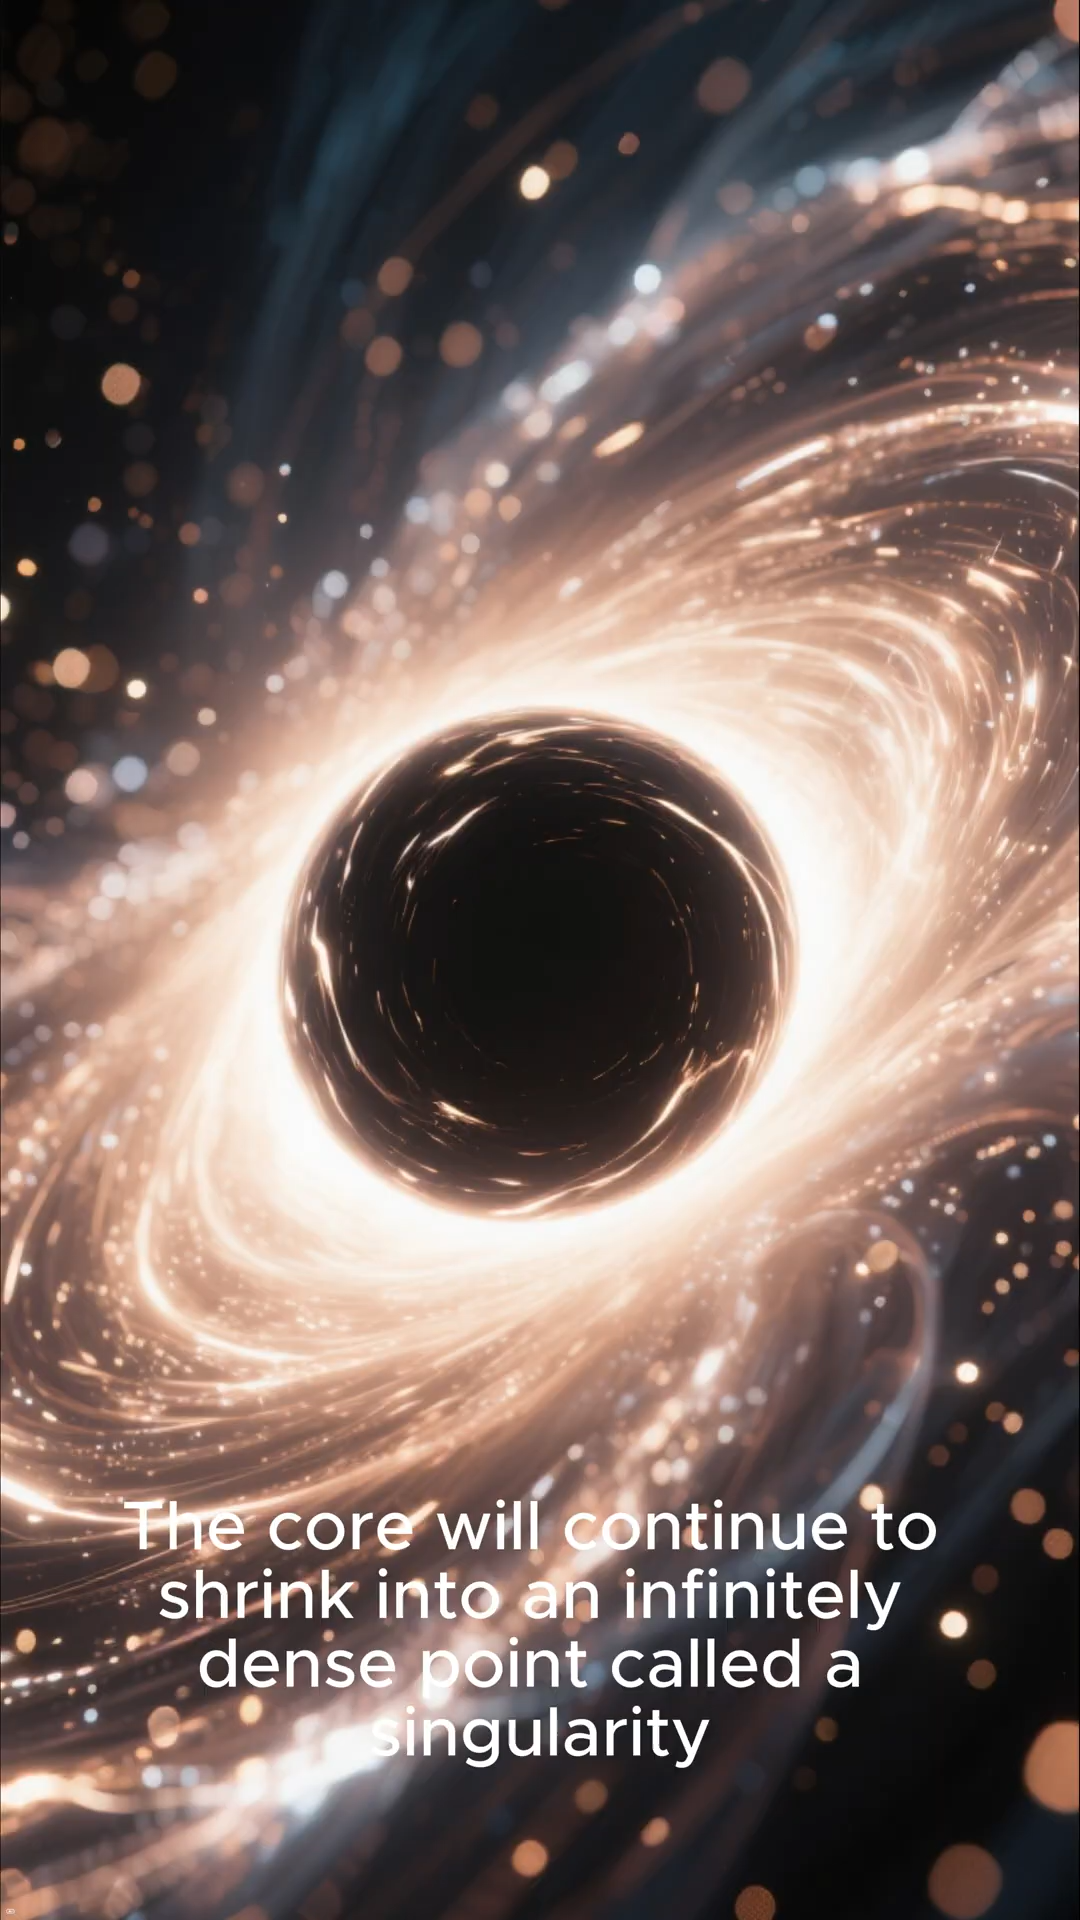 The core will continue to
shrink into an infinitely
dense point called a
singularity